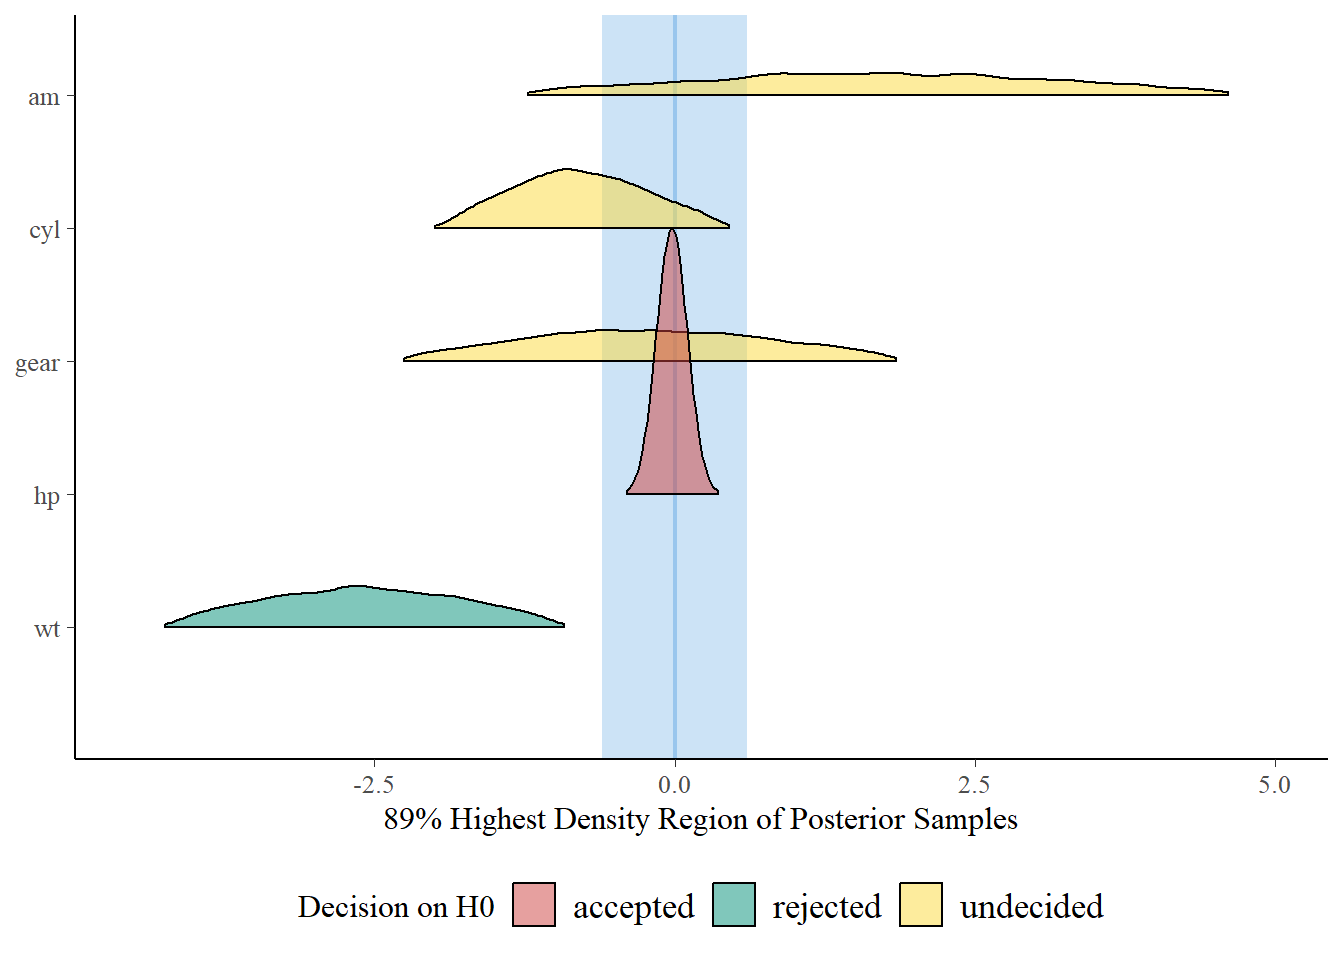 am
cyl
gear
hp
wt
-2.5 0.0 2.5 5.0
89% Highest Density Region of Posterior Samples
Decision on H0 accepted rejected undecided